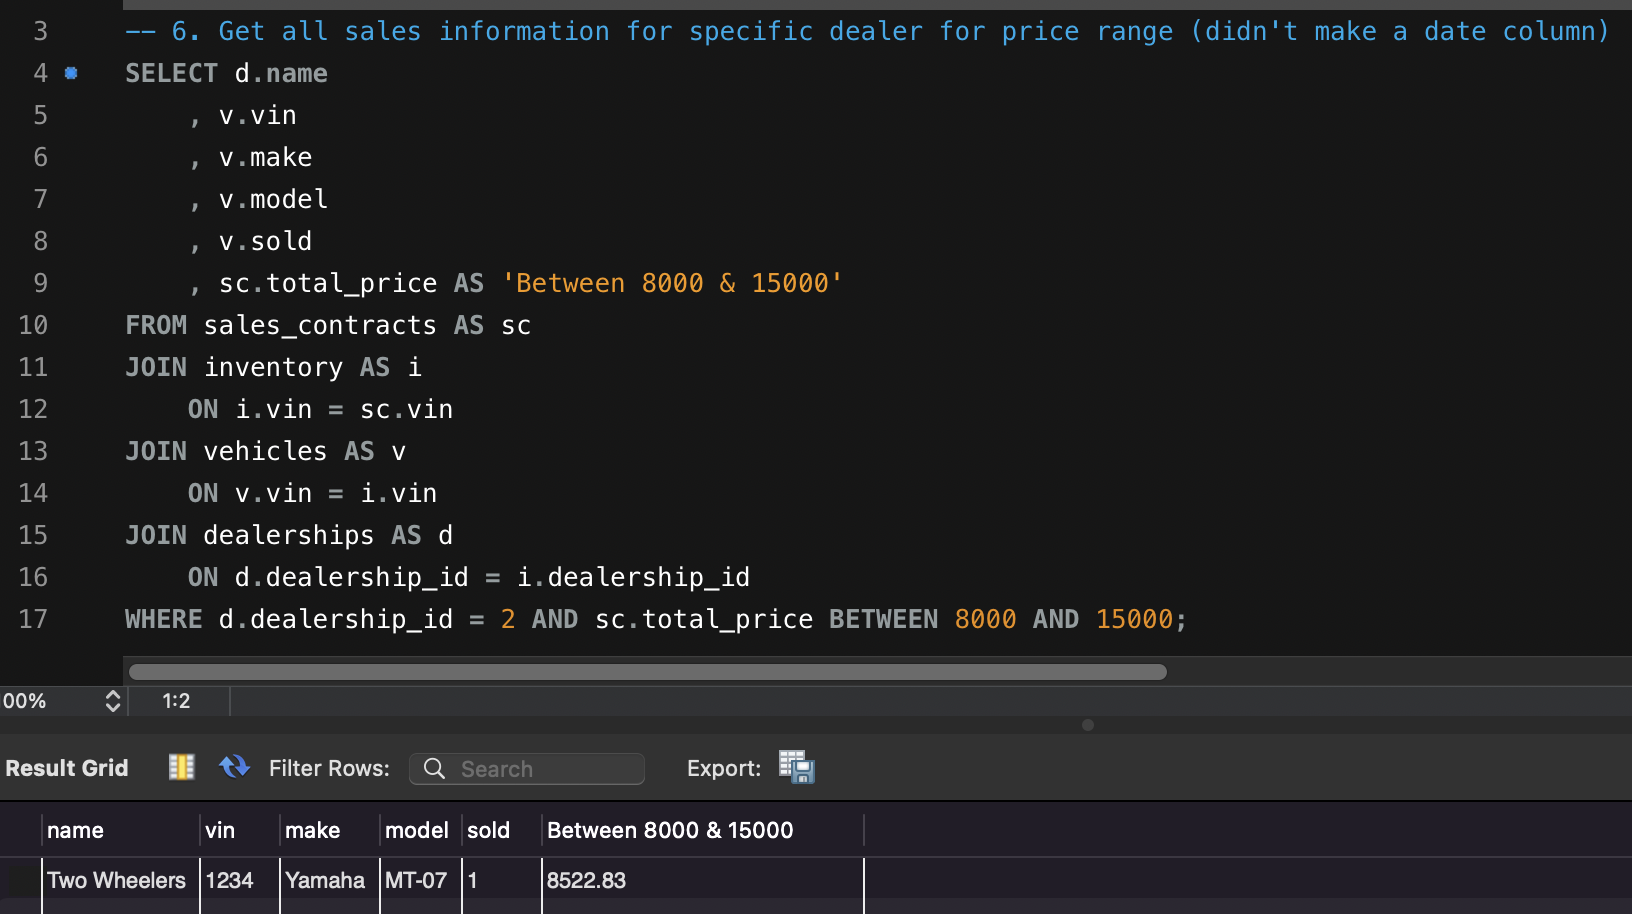 3 -- 6. Get all sales information for specific dealer for price range (didn't make a date column)
4 SELECT d.name
5 , v.vin
6 , v.make
7 , v.model
8 , v.sold
9 , sc.total_price AS 'Between 8000 & 15000'
10 FROM sales_contracts AS sc
11 JOIN inventory AS i
12 ON i.vin = sc.vin
13 JOIN vehicles AS v
14 ON v.vin = i.vin
15 JOIN dealerships AS d
16 ON d.dealership_id = i.dealership_id
17 WHERE d.dealership_id = 2 AND sc.total_price BETWEEN 8000 AND 15000;
00% 1:2
Result Grid Filter Rows: Search Export:
name vin make model sold Between 8000 & 15000
Two Wheelers 1234 Yamaha MT-07 1 8522.83